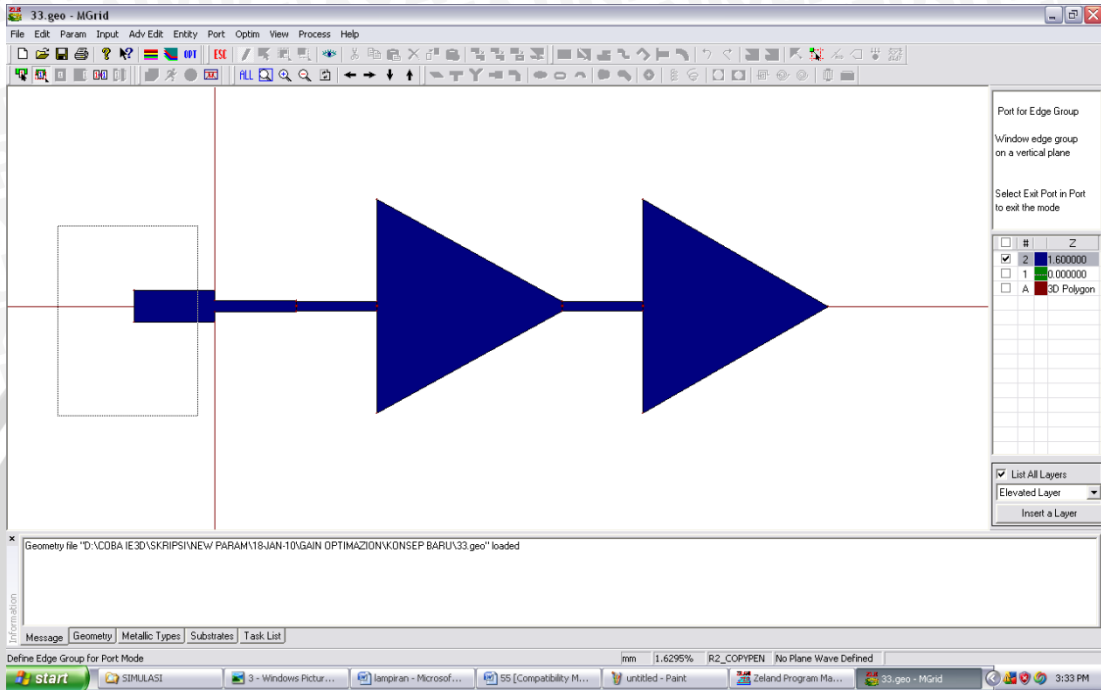 33.geo - MGrid
File Edit Param Input Adv Edit Entity Port Optim View Process Help
OPT ESC
ALL
Port for Edge Group
Window edge group
on a vertical plane
Select Exit Port in Port
to exit the mode
# Z
2 1.600000
1 0.000000
A 3D Polygon
List All Layers
Elevated Layer
Insert a Layer
Geometry file "D:\COBA IE3D\SKRIPSI\NEW PARAM\18-JAN-10\GAIN OPTIMAZION\KONSEP BARU\33.geo" loaded
Information
Message Geometry Metallic Types Substrates Task List
Define Edge Group for Port Mode mm 1.6295% R2_COPYPEN No Plane Wave Defined
start SIMULASI 3 - Windows Pictur... lampiran - Microsof... 55 [Compatibility M... untitled - Paint Zeland Program Ma... 33.geo - MGrid 3:33 PM